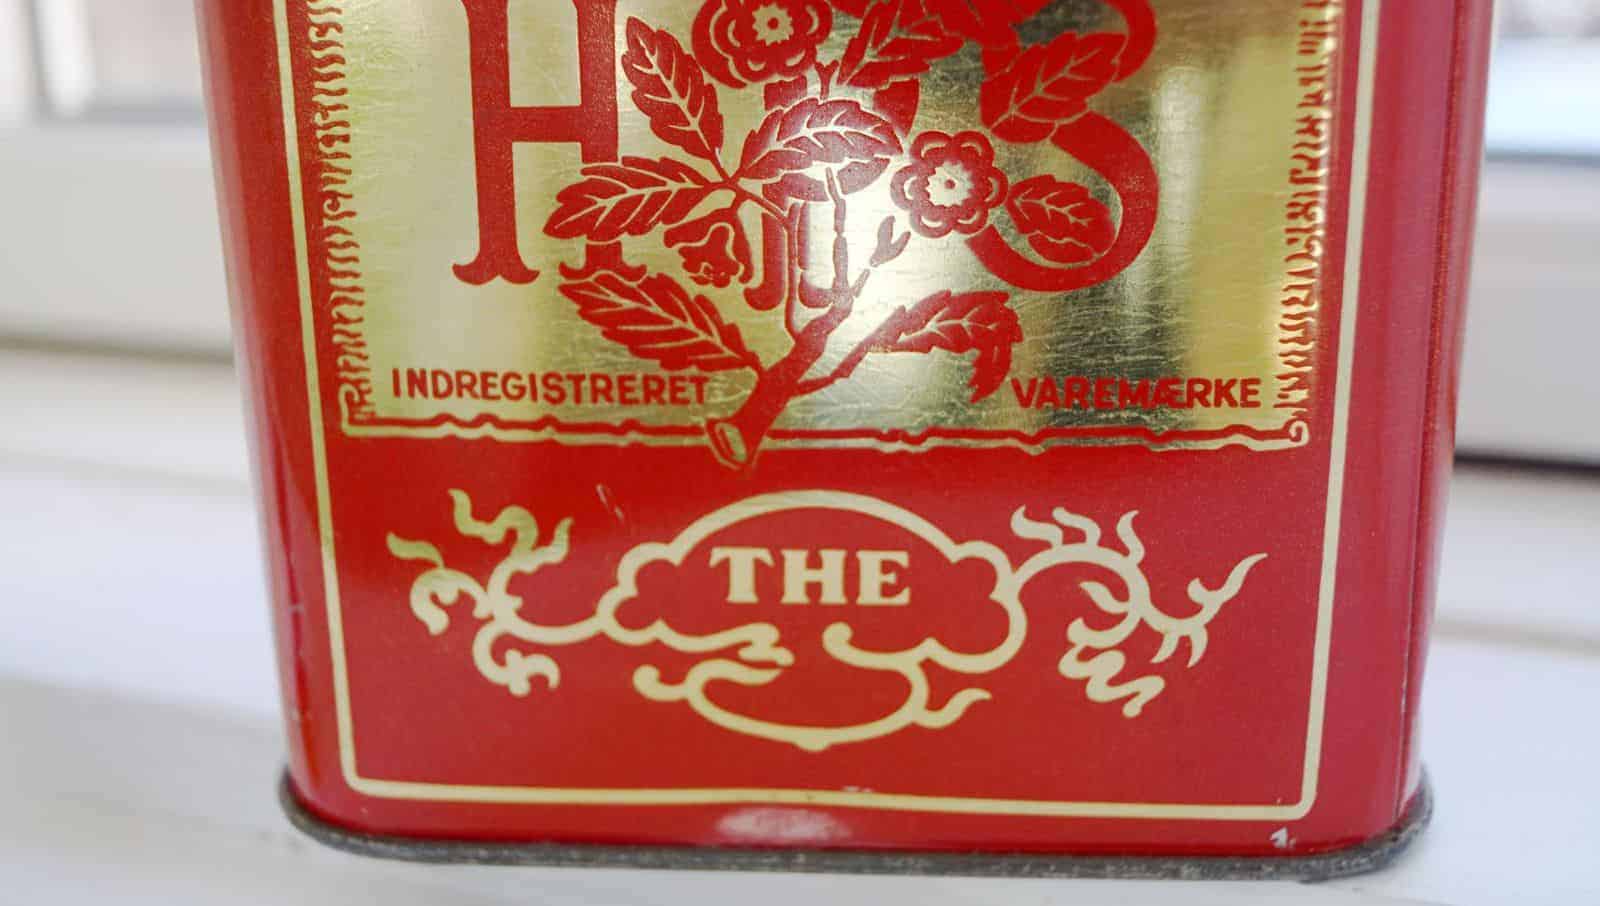 H S
INDREGISTRERET VAREMÆRKE
THE